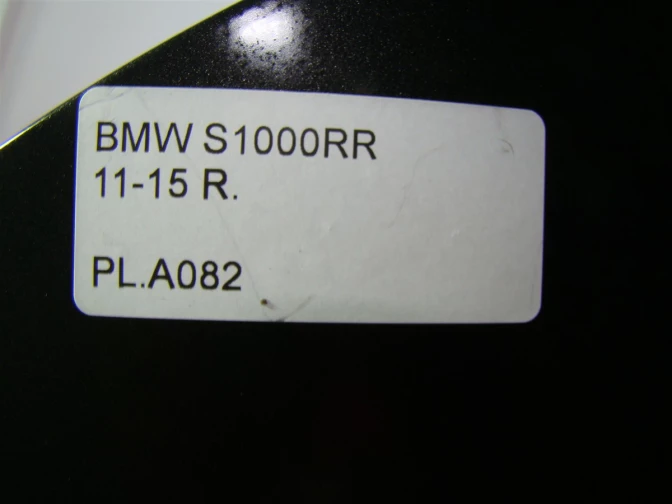 BMW S1000RR
11-15 R.
PL.A082